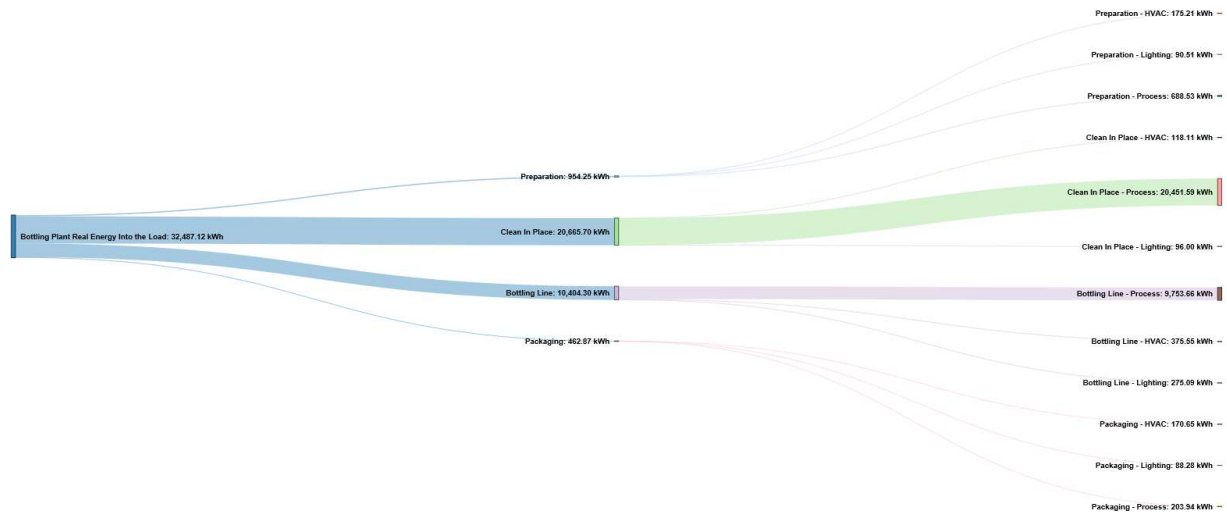 Bottling Plant Real Energy Into the Load: 32,487.12 kWh
Preparation: 954.25 kWh
Clean In Place: 20,665.70 kWh
Bottling Line: 10,404.30 kWh
Packaging: 462.87 kWh
Preparation - HVAC: 175.21 kWh
Preparation - Lighting: 90.51 kWh
Preparation - Process: 688.53 kWh
Clean In Place - HVAC: 118.11 kWh
Clean In Place - Process: 20,451.59 kWh
Clean In Place - Lighting: 96.00 kWh
Bottling Line - Process: 9,753.66 kWh
Bottling Line - HVAC: 375.55 kWh
Bottling Line - Lighting: 275.09 kWh
Packaging - HVAC: 170.65 kWh
Packaging - Lighting: 88.28 kWh
Packaging - Process: 203.94 kWh